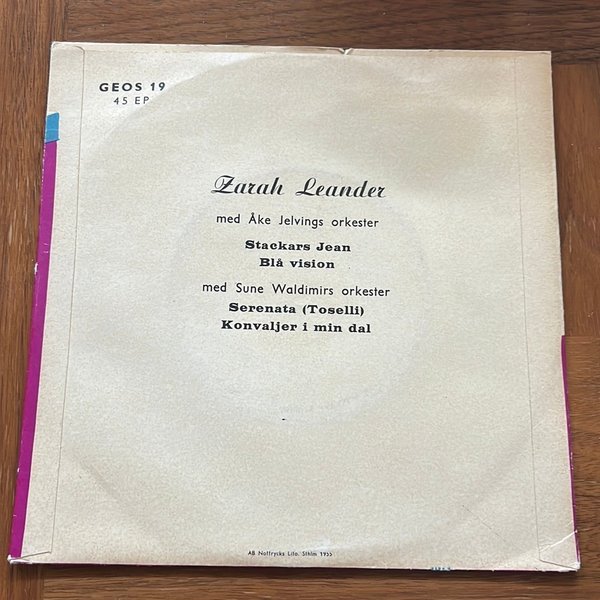 GEOS 19
45 EP
Zarah Leander
med Åke Jelvings orkester
Stackars Jean
Blå vision
med Sune Waldimirs orkester
Serenata (Toselli)
Konvaljer i min dal
AB Nottrycks Lito. Sthlm 1955